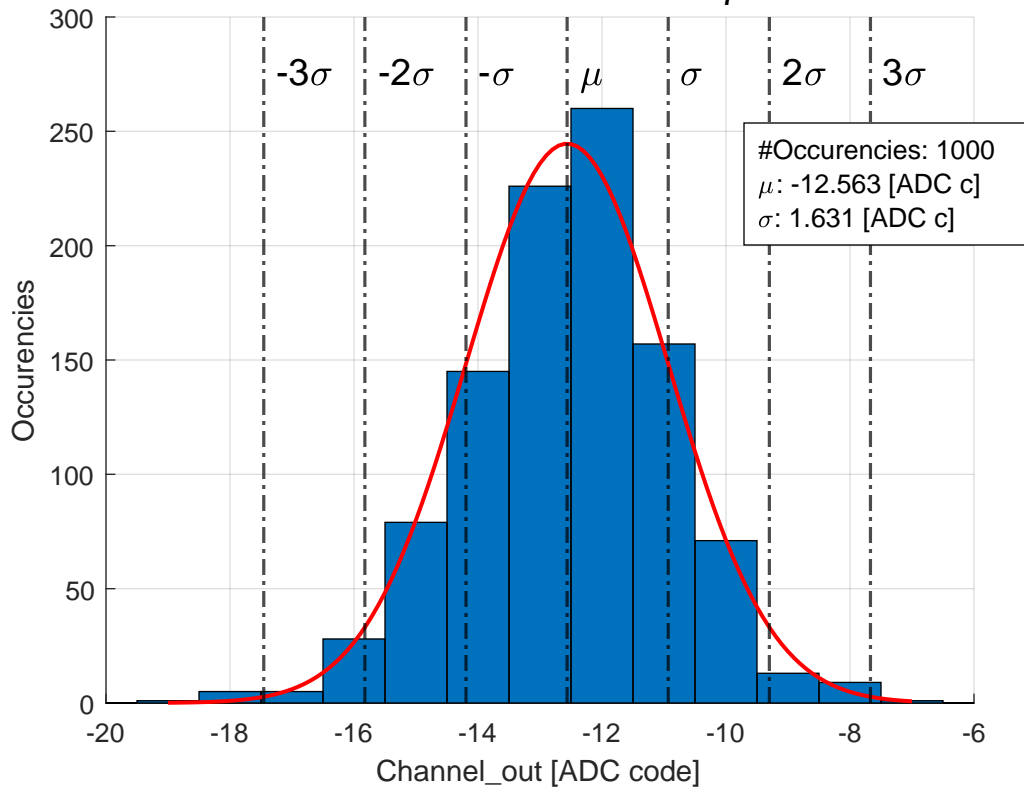 300
-3σ
-2σ
-σ
μ
σ
2σ
3σ
250
#Occurencies: 1000
μ: -12.563 [ADC c]
σ: 1.631 [ADC c]
200
150
100
50
0
Occurencies
-20
-18
-16
-14
-12
-10
-8
-6
Channel_out [ADC code]